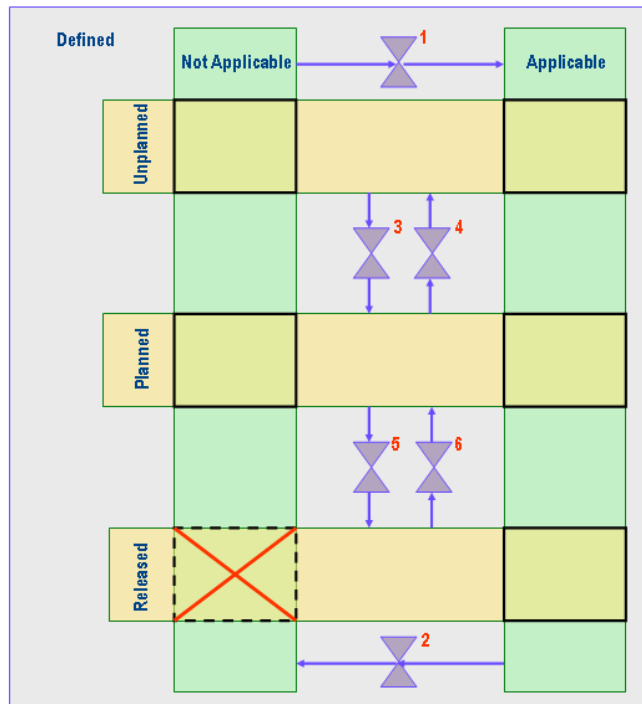 Defined
1
Not Applicable
Applicable
Unplanned
3
4
Planned
5
6
Released
2